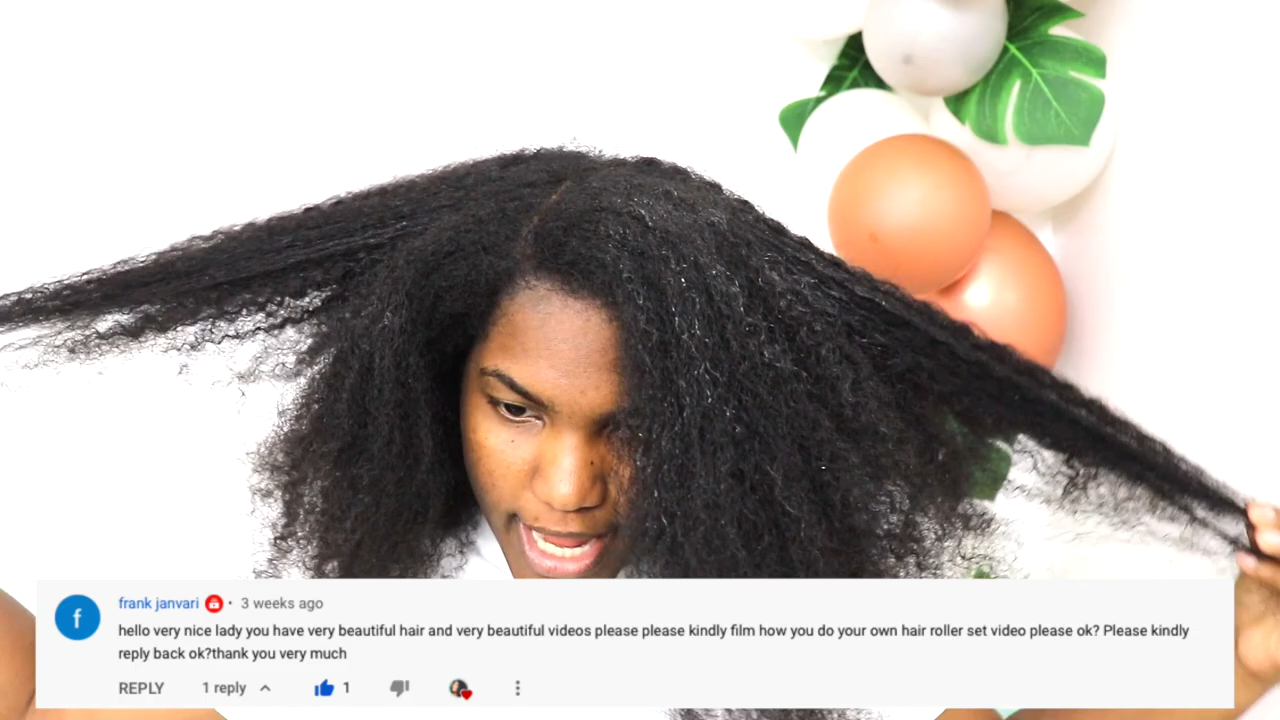 f
frank janvari • 3 weeks ago
hello very nice lady you have very beautiful hair and very beautiful videos please please kindly film how you do your own hair roller set video please ok? Please kindly
reply back ok?thank you very much
REPLY 1 reply 1